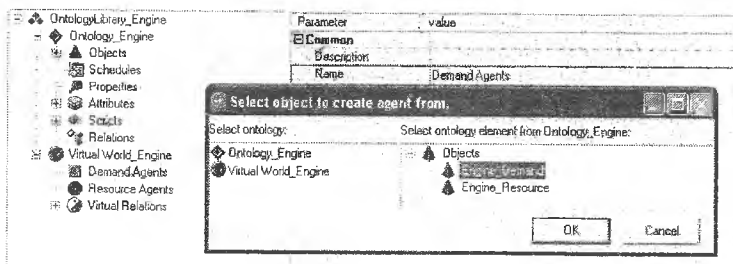 OntologyLibrary_Engine
Ontology_Engine
Objects
Schedules
Properties
Attributes
Scripts
Relations
Virtual World_Engine
Demand Agents
Resource Agents
Virtual Relations
Parameter value
Common
Description
Name Demand Agents
Select object to create agent from.
Select ontology: Select ontology element from Ontology_Engine:
Ontology_Engine
Virtual World_Engine
Objects
Engine_Demand
Engine_Resource
OK Cancel